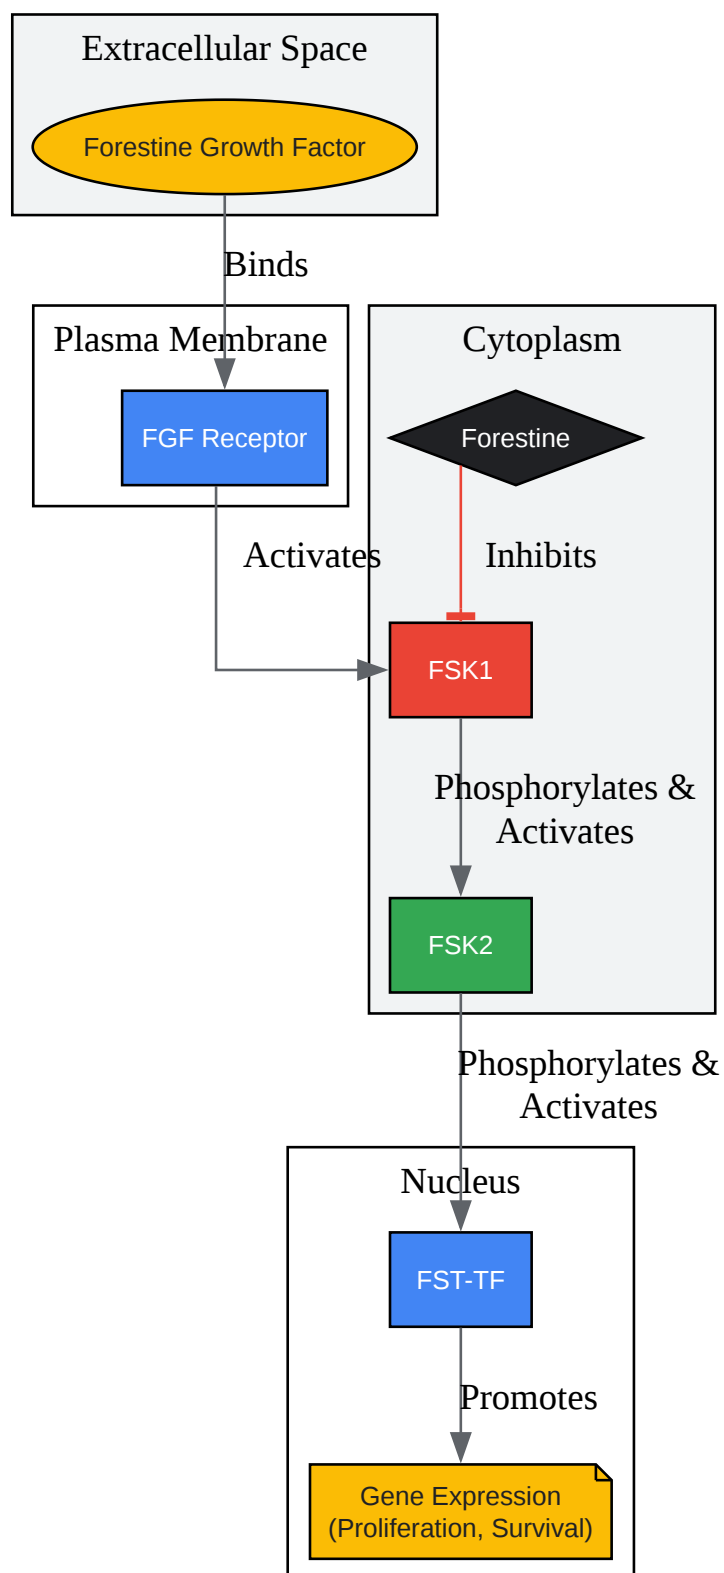 Extracellular Space
Forestine Growth Factor
Binds
Plasma Membrane
FGF Receptor
Cytoplasm
Forestine
Activates
Inhibits
FSK1
Phosphorylates &
Activates
FSK2
Phosphorylates &
Activates
Nucleus
FST-TF
Promotes
Gene Expression
(Proliferation, Survival)